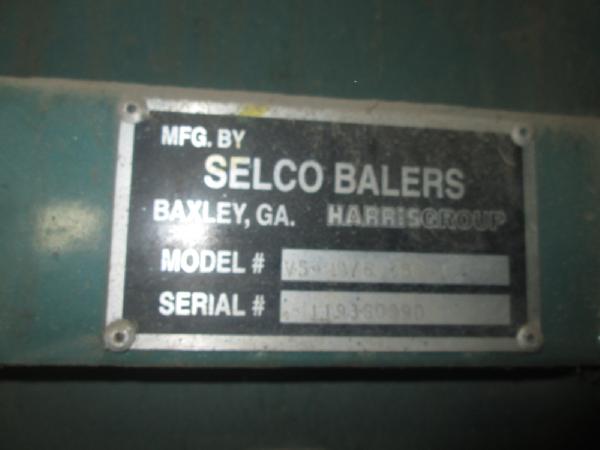 MFG. BY
SELCO BALERS
BAXLEY, GA. HARRISGROUP
MODEL #
SERIAL #